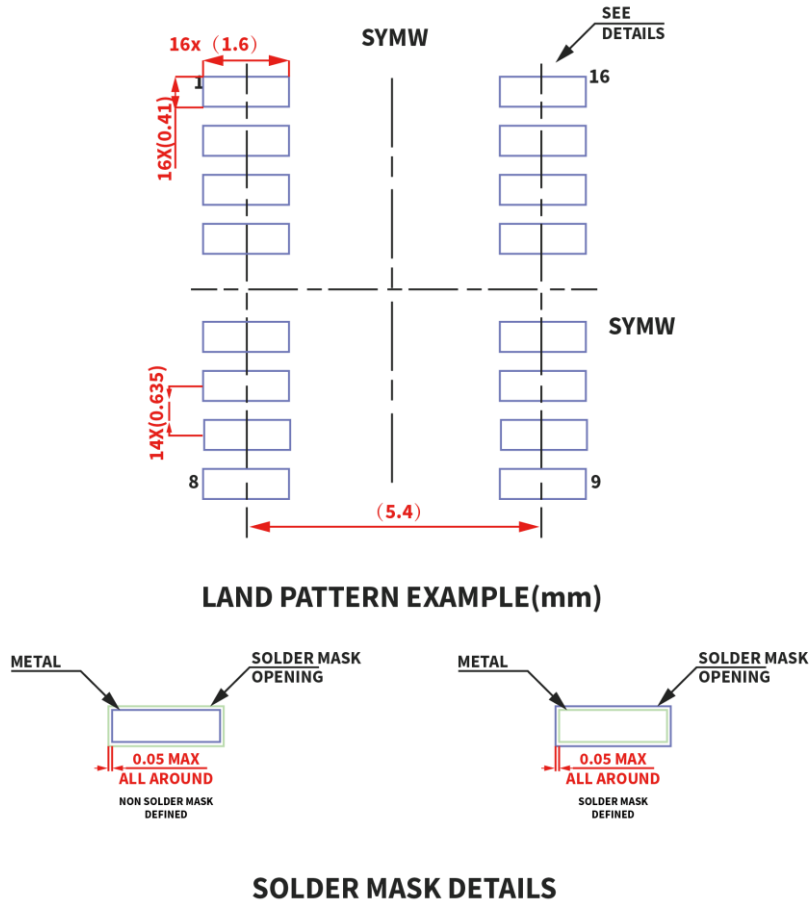 SYMW
SEE
DETAILS
16x（1.6）
1
16
16X(0.41)
SYMW
14X(0.635)
8
9
（5.4）
LAND PATTERN EXAMPLE(mm)
METAL
SOLDER MASK
OPENING
0.05 MAX
ALL AROUND
NON SOLDER MASK
DEFINED
METAL
SOLDER MASK
OPENING
0.05 MAX
ALL AROUND
SOLDER MASK
DEFINED
SOLDER MASK DETAILS